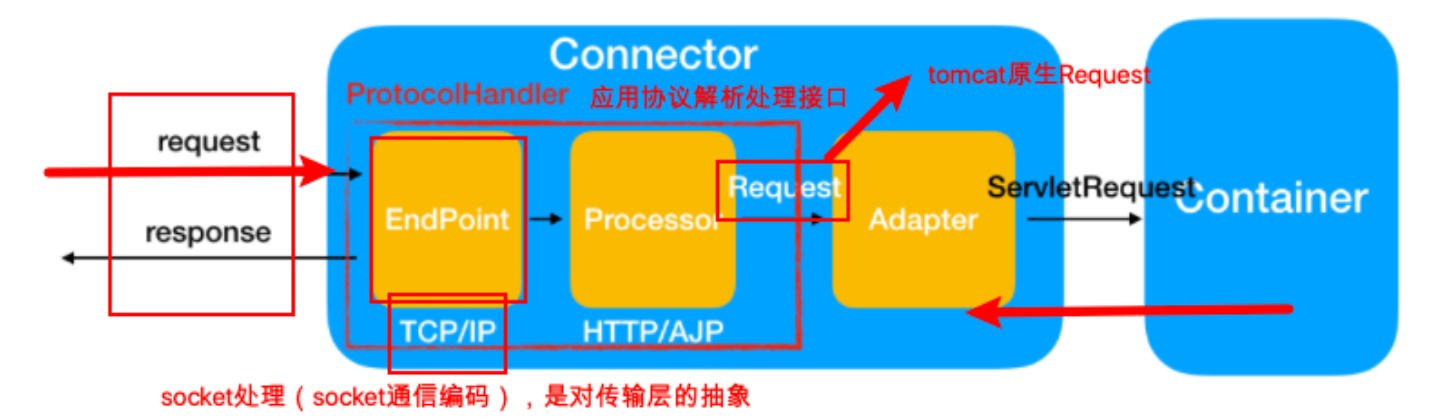 Connector
tomcat原生Request
ProtocolHandler 应用协议解析处理接口
request
Request
ServletRequest
Container
EndPoint
Processor
Adapter
response
TCP/IP
HTTP/AJP
socket处理（socket通信编码），是对传输层的抽象